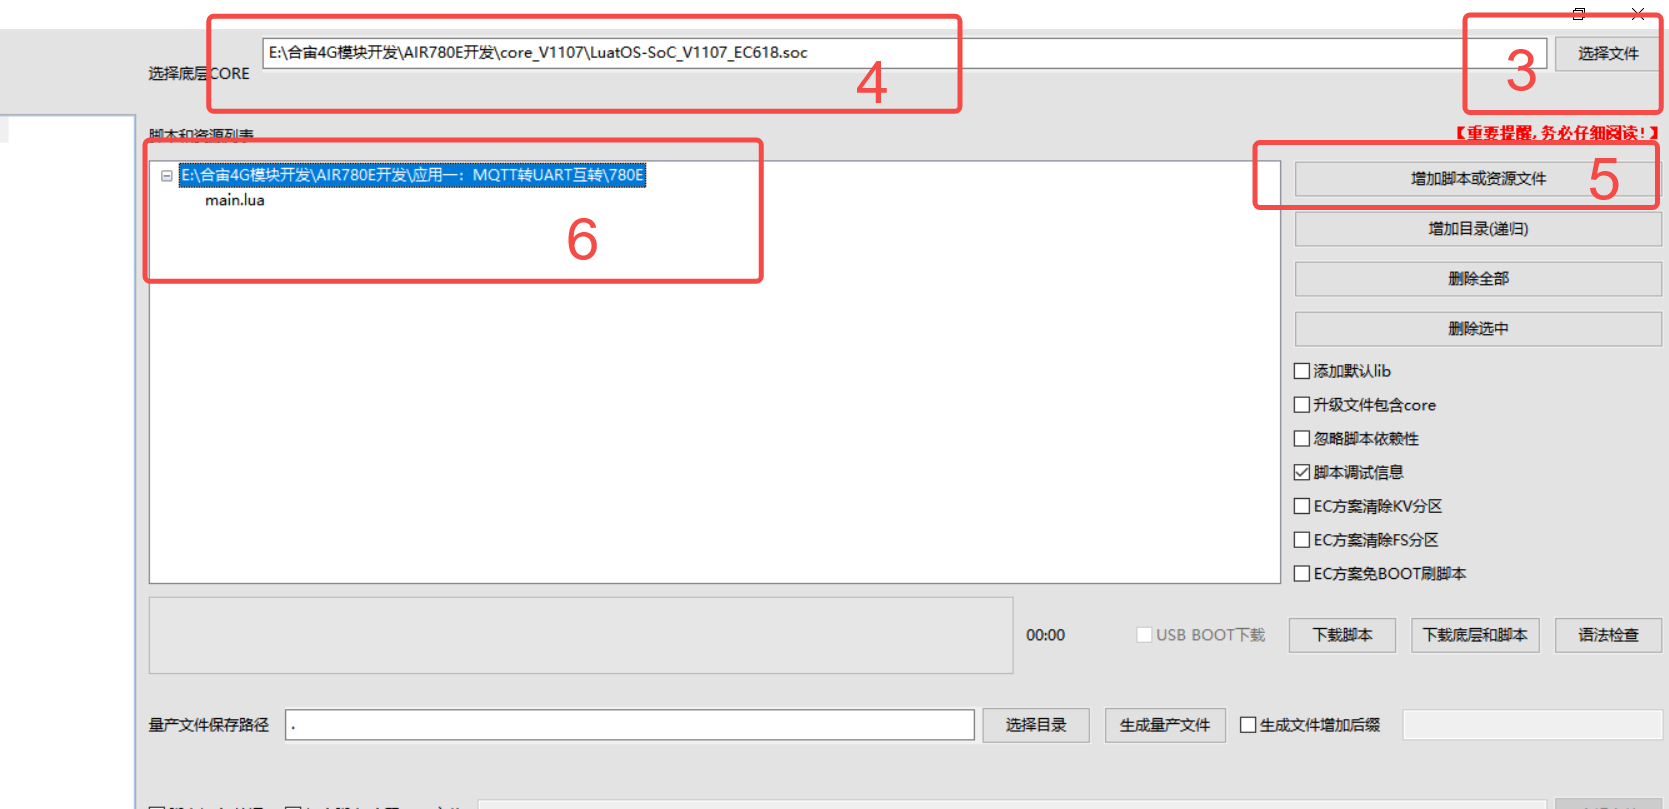 E:\合宙4G模块开发\AIR780E开发\core_V1107\LuatOS-SoC_V1107_EC618.soc
选择文件
选择底层CORE
4
3
脚本和资源列表
【重要提醒,务必仔细阅读!】
E:\合宙4G模块开发\AIR780E开发\应用一：MQTT转UART互转\780E
增加脚本或资源文件
5
main.lua
6
增加目录(递归)
删除全部
删除选中
添加默认lib
升级文件包含core
忽略脚本依赖性
脚本调试信息
EC方案清除KV分区
EC方案清除FS分区
EC方案免BOOT刷脚本
00:00
USB BOOT下载
下载脚本
下载底层和脚本
语法检查
量产文件保存路径
.
选择目录
生成量产文件
生成文件增加后缀